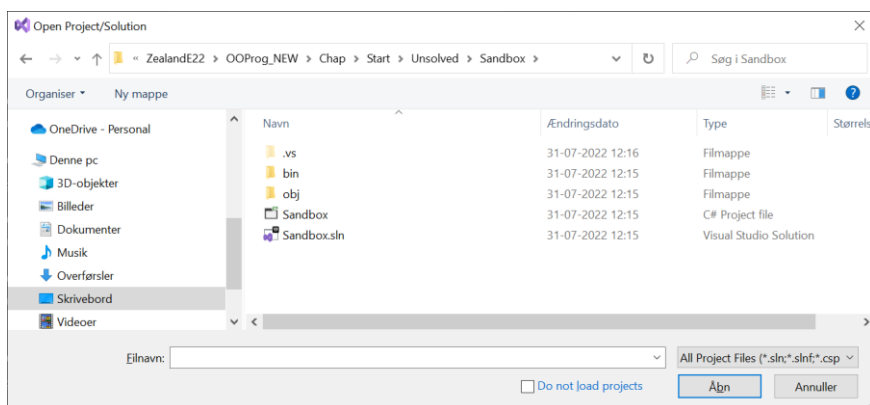 Open Project/Solution
« ZealandE22 > OOProg_NEW > Chap > Start > Unsolved > Sandbox >
Søg i Sandbox
Organiser
Ny mappe
OneDrive - Personal
Denne pc
3D-objekter
Billeder
Dokumenter
Musik
Overførsler
Skrivebord
Videoer
Navn Ændringsdato Type Størrels
.vs 31-07-2022 12:16 Filmappe
bin 31-07-2022 12:15 Filmappe
obj 31-07-2022 12:15 Filmappe
Sandbox 31-07-2022 12:15 C# Project file
Sandbox.sln 31-07-2022 12:15 Visual Studio Solution
Filnavn:
All Project Files (*.sln;*.slnf;*.csp
Do not load projects
Åbn
Annuller